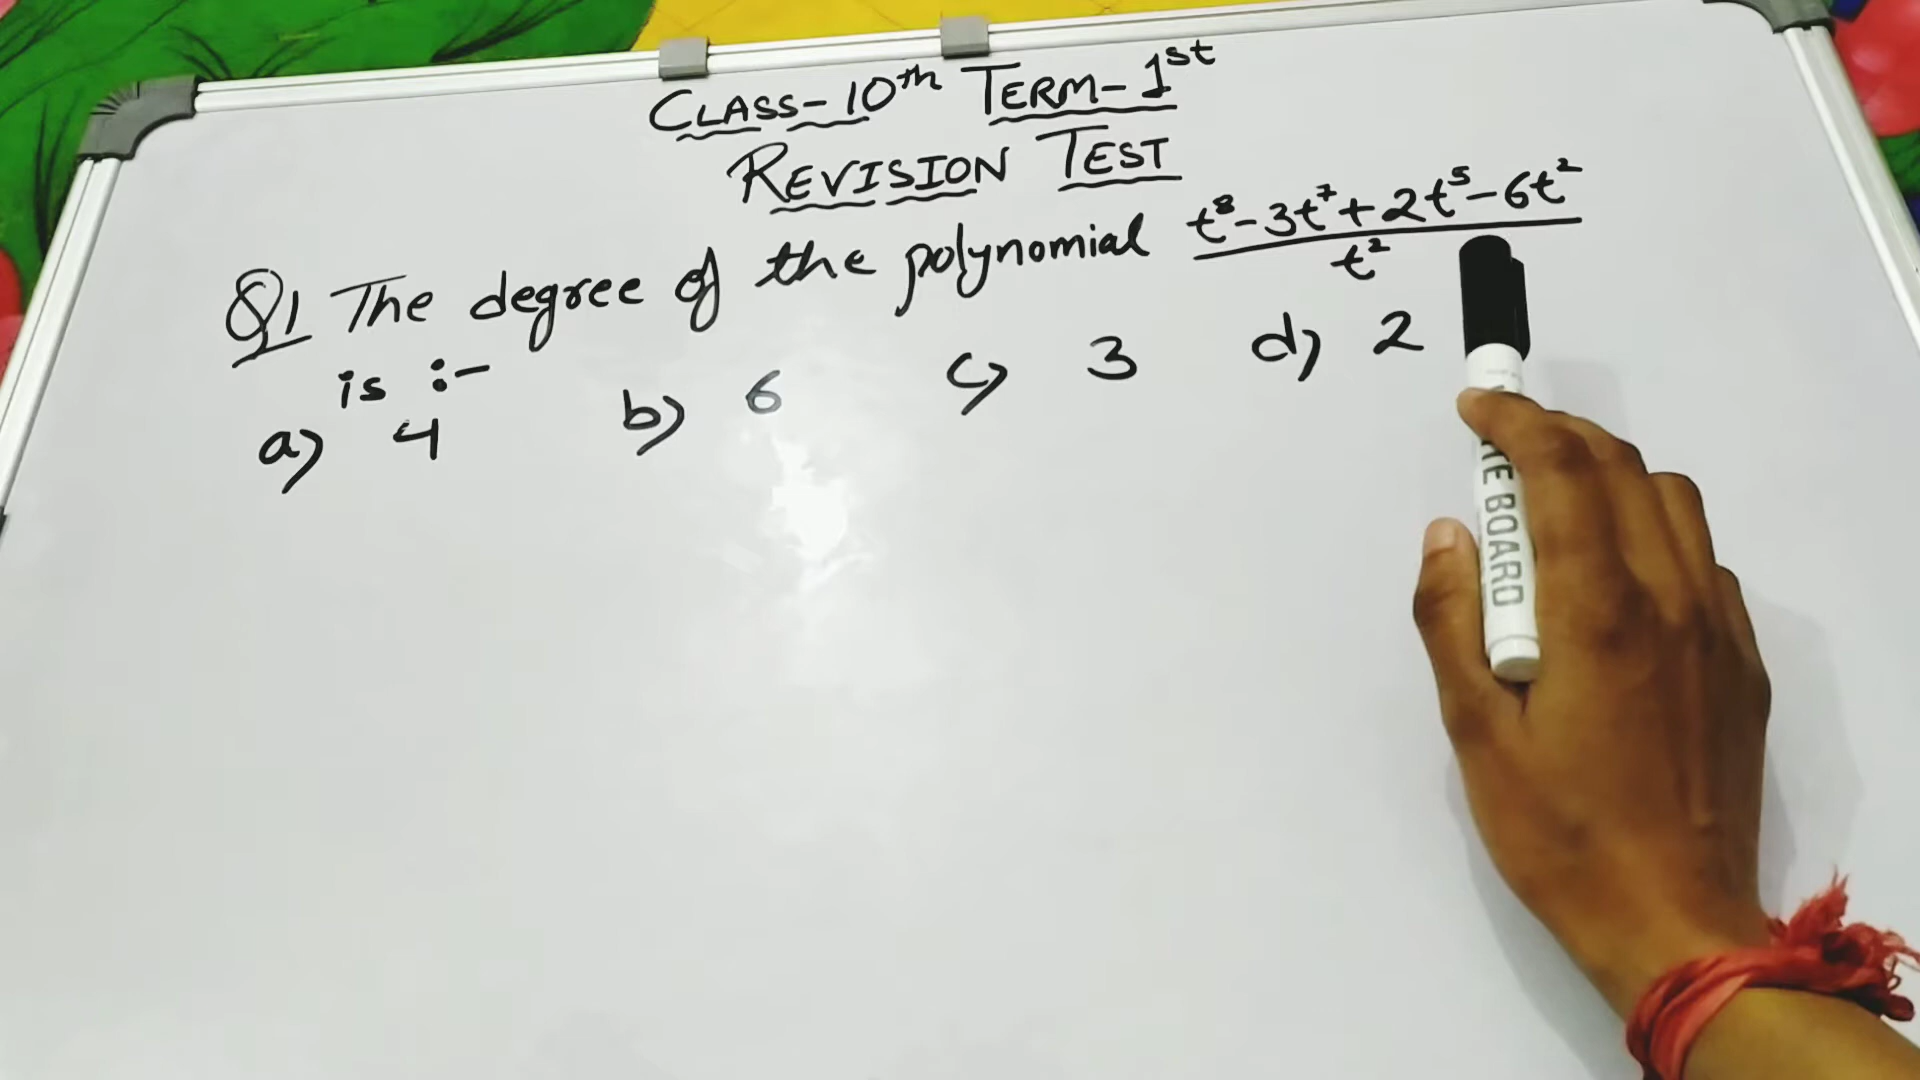 CLASS-10th TERM-1st
REVISION TEST
Q1 The degree of the polynomial t⁸-3t⁷+2t⁵-6t² / t²
is :-
a) 4 b) 6 c) 3 d) 2
BOARD